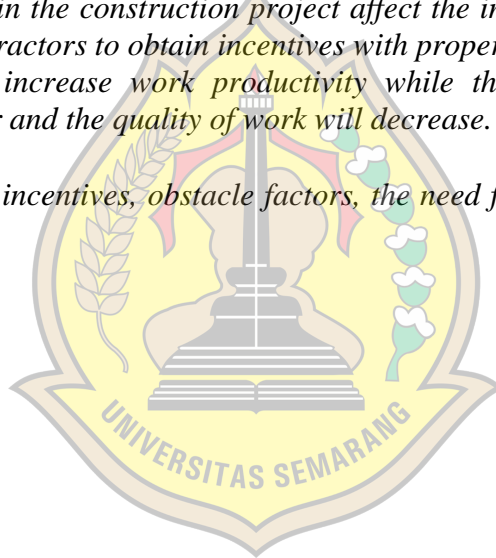 in the construction project affect the in
ractors to obtain incentives with proper
increase work productivity while th
r and the quality of work will decrease.
incentives, obstacle factors, the need f
UNIVERSITAS SEMARANG